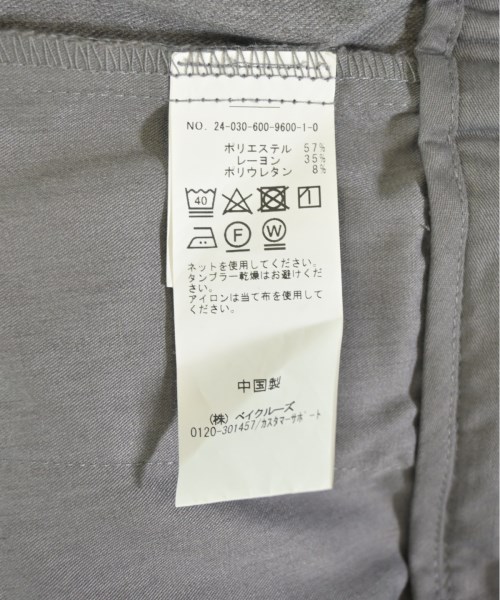 NO. 24-030-600-9600-1-0
ポリエステル 57%
レーヨン 35%
ポリウレタン 8%
40
F W
ネットを使用してください。
タンブラー乾燥はお避けくださ
い。
アイロンは当て布を使用して
ください。
中国製
(株) ベイクルーズ
0120-301457/カスタマーサポート